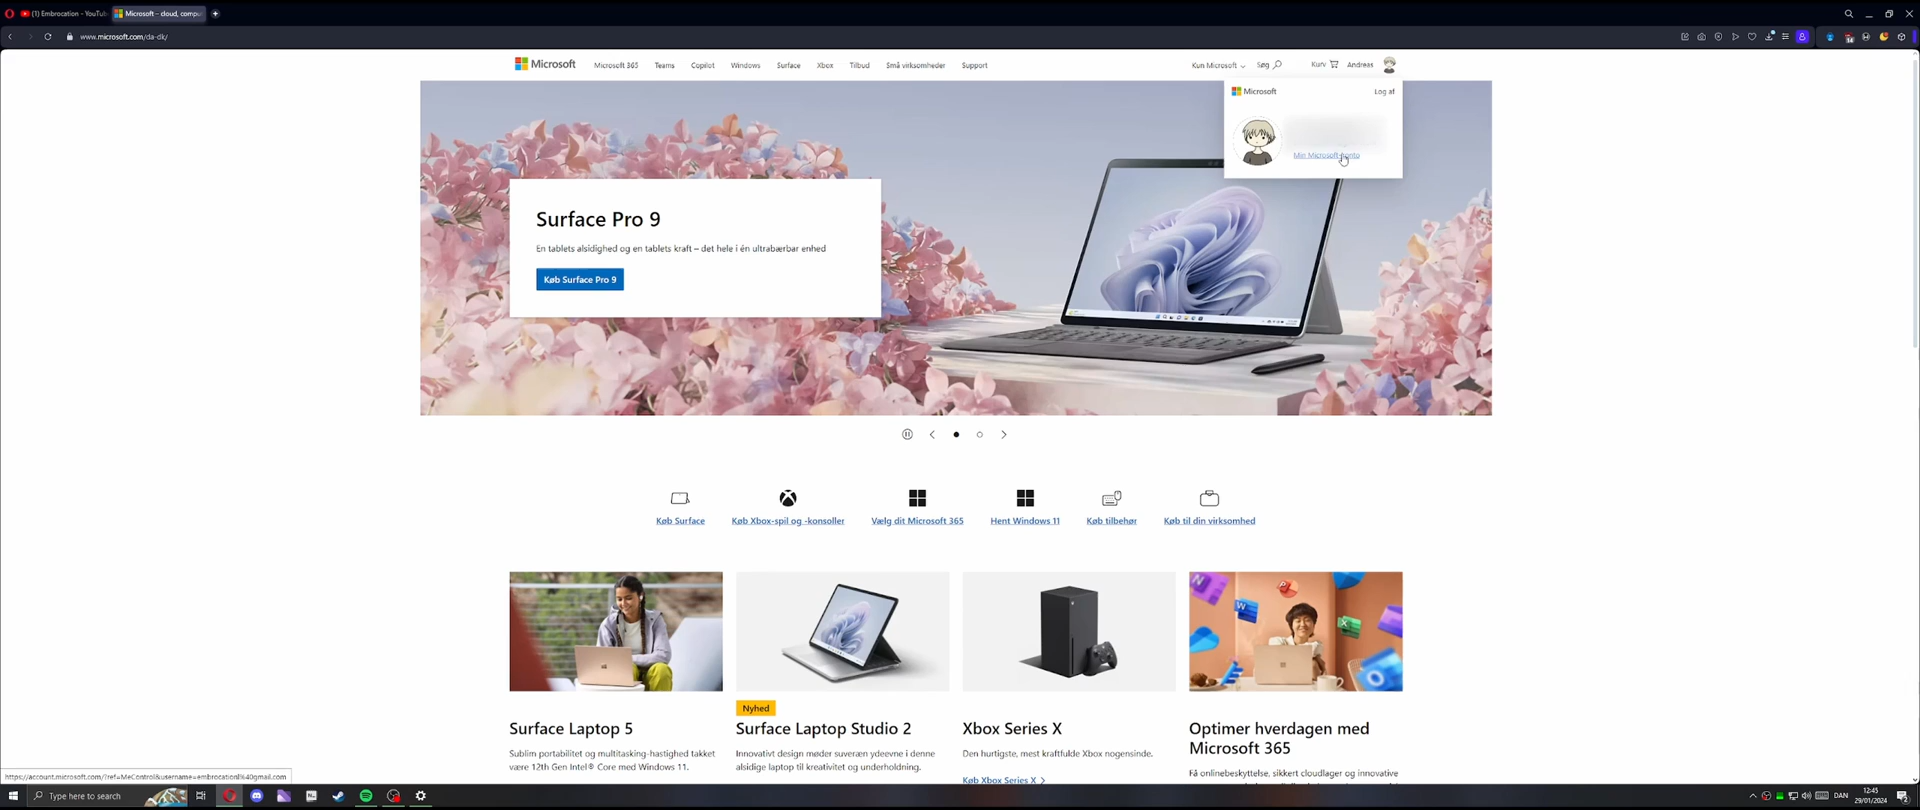 (1) Embrocation - YouTu
Microsoft – cloud, compu
www.microsoft.com/da-dk/
Microsoft
Microsoft 365
Teams
Copilot
Windows
Surface
Xbox
Tilbud
Små virksomheder
Support
Kun Microsoft
Søg
Kurv
Andreas
Microsoft
Log af
Min Microsoft-konto
Surface Pro 9
En tablets alsidighed og en tablets kraft – det hele i én ultrabærbar enhed
Køb Surface Pro 9
Køb Surface
Køb Xbox-spil og -konsoller
Vælg dit Microsoft 365
Hent Windows 11
Køb tilbehør
Køb til din virksomhed
Surface Laptop 5
Sublim portabilitet og multitasking-hastighed takket
være 12th Gen Intel® Core med Windows 11.
Nyhed
Surface Laptop Studio 2
Innovativt design møder suveræn ydeevne i denne
alsidige laptop til kreativitet og underholdning.
Xbox Series X
Den hurtigste, mest kraftfulde Xbox nogensinde.
Køb Xbox Series X
Optimer hverdagen med
Microsoft 365
Få onlinebeskyttelse, sikkert cloudlager og innovative
https://account.microsoft.com/?ref=MeControl&username=embrocationl%40gmail.com
Type here to search
DAN
12:45
29/01/2024